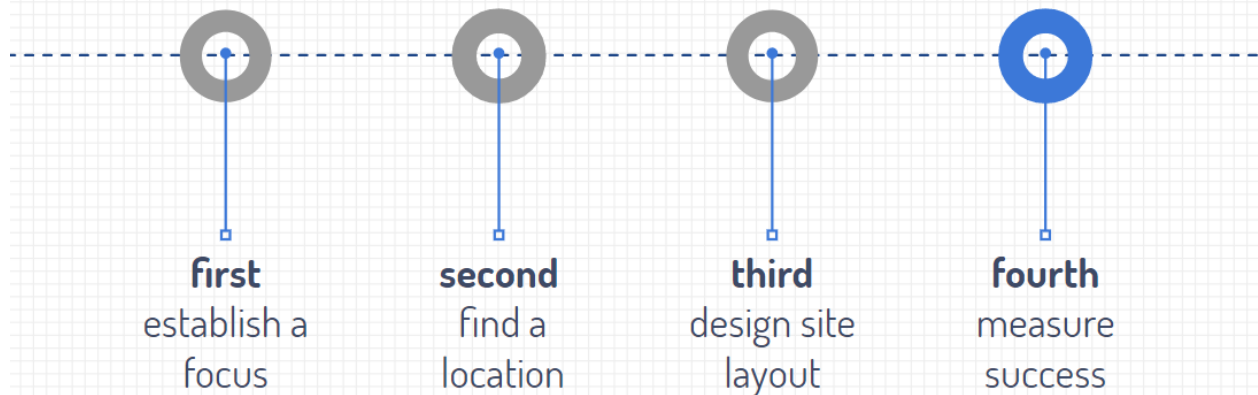 first
establish a
focus
second
find a
location
third
design site
layout
fourth
measure
success